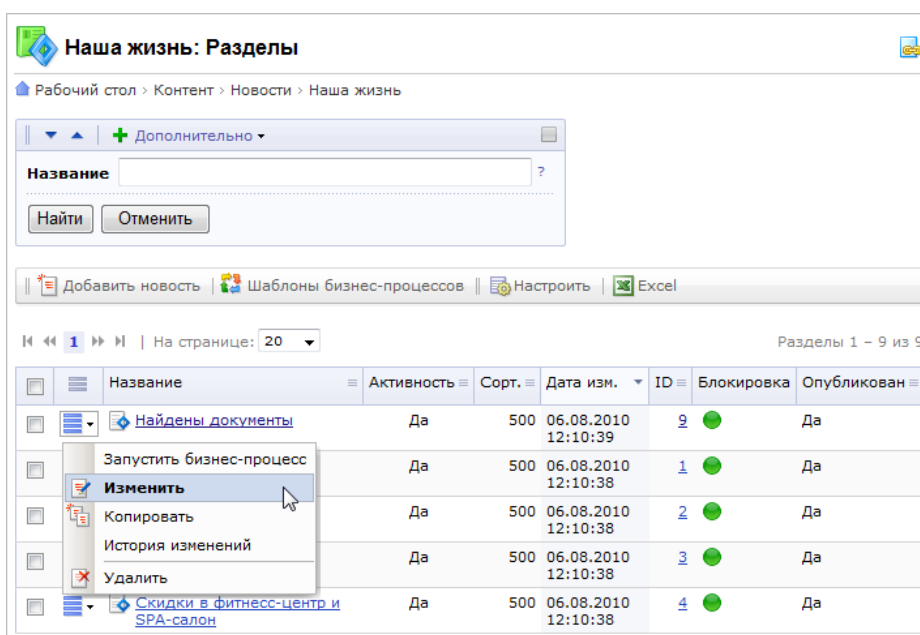 Наша жизнь: Разделы
Рабочий стол › Контент › Новости › Наша жизнь
Дополнительно
Название ?
Найти Отменить
Добавить новость Шаблоны бизнес-процессов Настроить Excel
1 | На странице: 20 Разделы 1 – 9 из 9
Название Активность Сорт. Дата изм. ID Блокировка Опубликован
Найдены документы Да 500 06.08.2010 9 Да
12:10:39
Запустить бизнес-процесс Да 500 06.08.2010 1 Да
12:10:38
Изменить
Копировать Да 500 06.08.2010 2 Да
12:10:38
История изменений
Да 500 06.08.2010 3 Да
Удалить 12:10:38
Скидки в фитнесс-центр и Да 500 06.08.2010 4 Да
SPA-салон 12:10:38